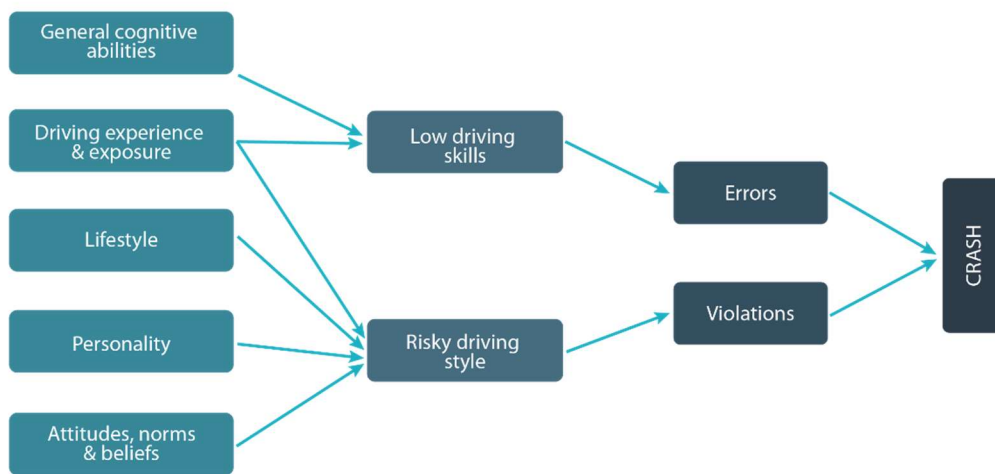 General cognitive
abilities
Driving experience
& exposure
Lifestyle
Personality
Attitudes, norms
& beliefs
Low driving
skills
Risky driving
style
Errors
Violations
CRASH